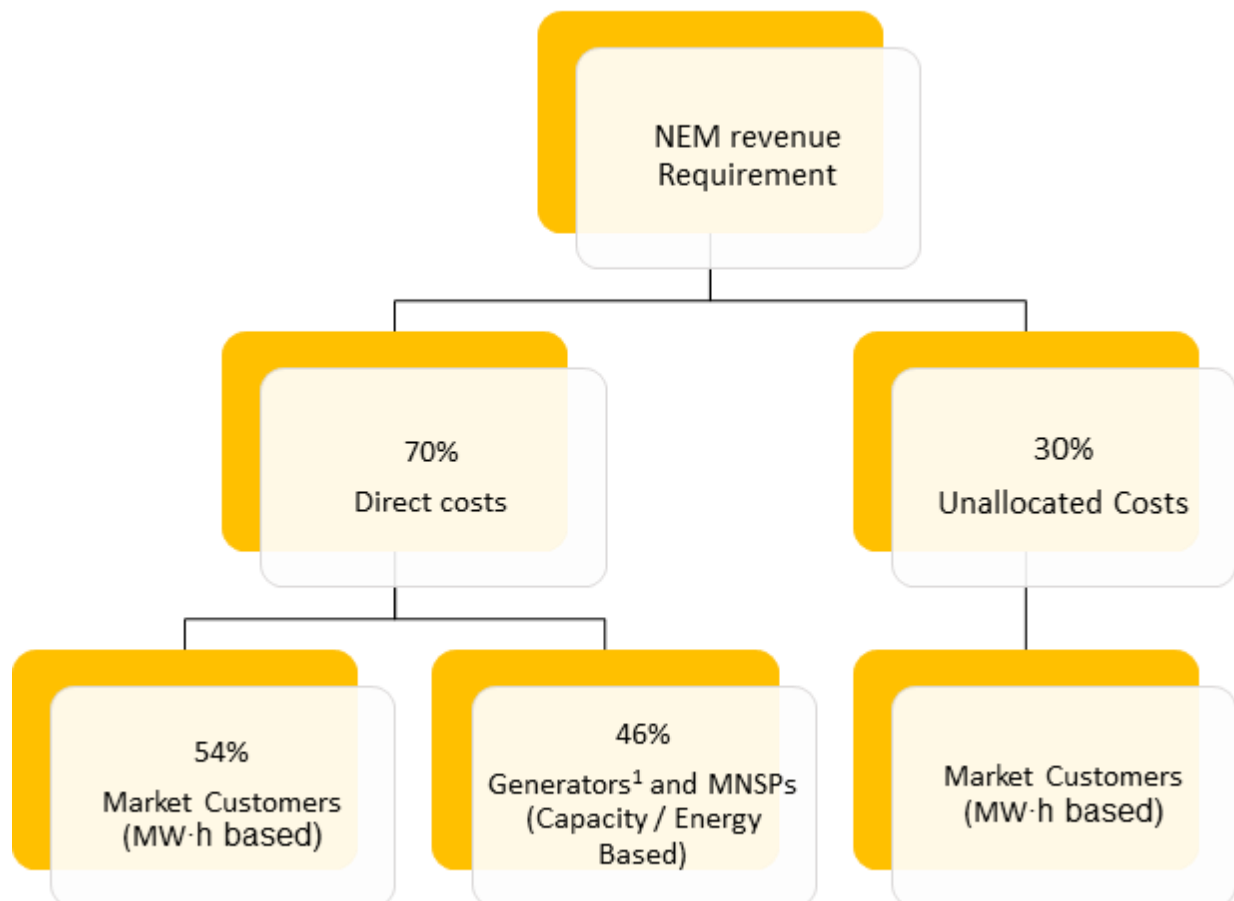 NEM revenue
Requirement
70%
Direct costs
30%
Unallocated Costs
54%
Market Customers
(MW·h based)
46%
Generators¹ and MNSPs
(Capacity / Energy
Based)
Market Customers
(MW·h based)